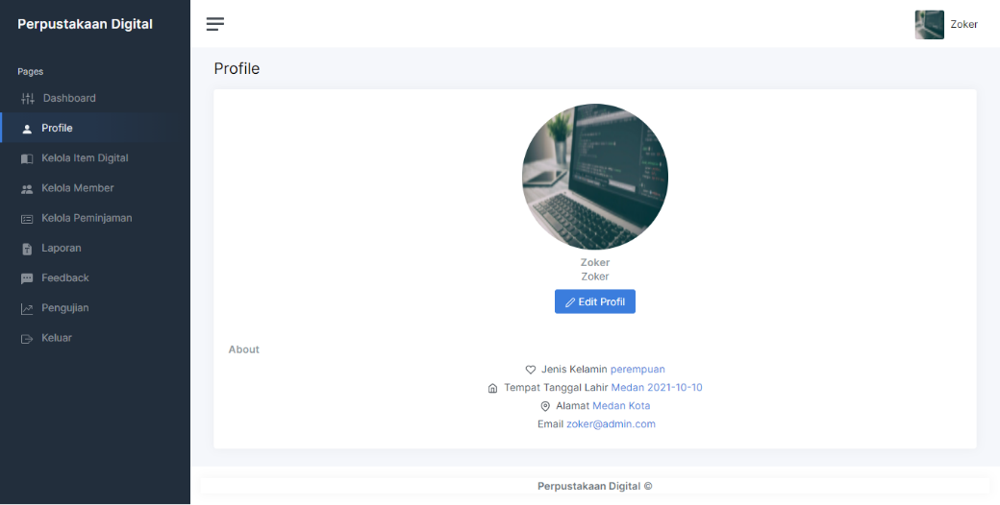 Perpustakaan Digital
Zoker
Pages
Dashboard
Profile
Kelola Item Digital
Kelola Member
Kelola Peminjaman
Laporan
Feedback
Pengujian
Keluar
Profile
Zoker
Zoker
Edit Profil
About
Jenis Kelamin perempuan
Tempat Tanggal Lahir Medan 2021-10-10
Alamat Medan Kota
Email zoker@admin.com
Perpustakaan Digital ©